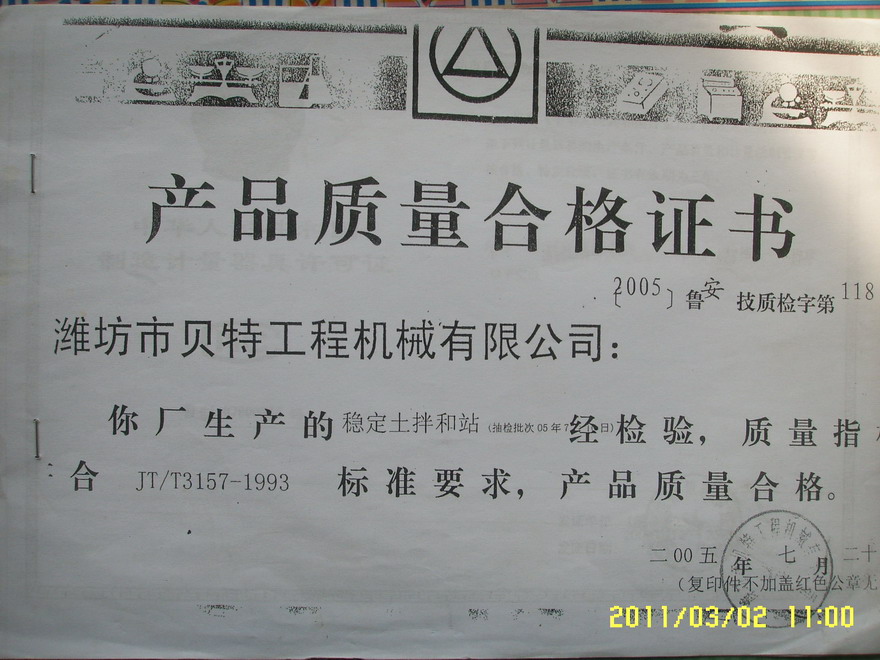 产品质量合格证书
〔2005〕鲁安 技质检字第118
潍坊市贝特工程机械有限公司：
你厂生产的稳定土拌和站（抽检批次05年7 日）经检验，质量指
合 JT/T3157-1993 标准要求，产品质量合格。
二00五年七月二十
（复印件不加盖红色公章无
2011/03/02 11:00